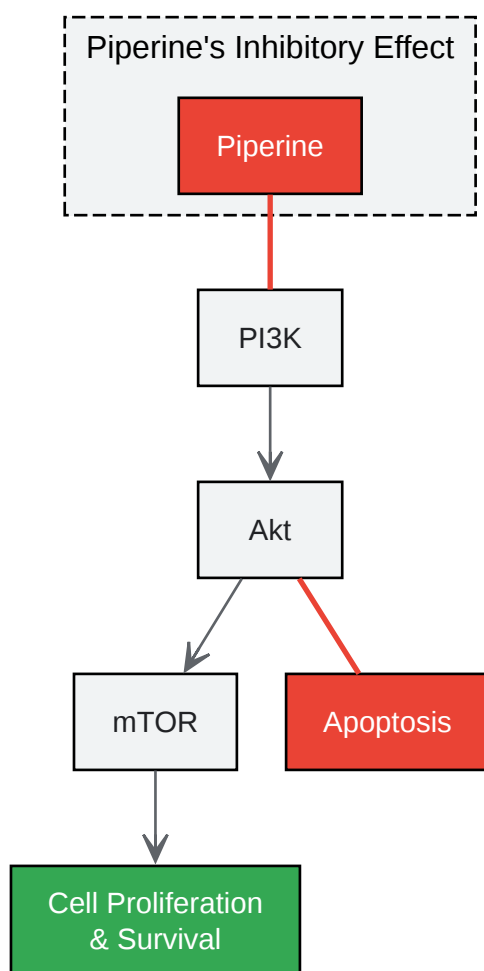 Piperine's Inhibitory Effect
Piperine
PI3K
Akt
mTOR
Apoptosis
Cell Proliferation
& Survival